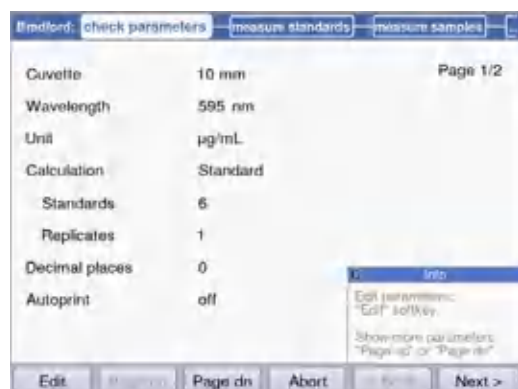 Bradford: check parameters measure standards measure samples
Page 1/2
Cuvette 10 mm
Wavelength 595 nm
Unit µg/mL
Calculation Standard
Standards 6
Replicates 1
Decimal places 0
Autoprint off
Info
Edit parameters:
"Edit" softkey
Show more parameters:
"Page up" or "Page dn"
Edit Page up Page dn Abort Next >